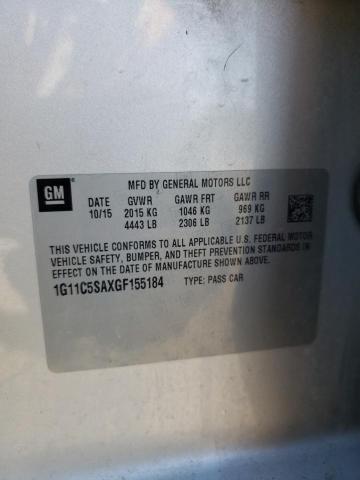 GM
MFD BY GENERAL MOTORS LLC
DATE GVWR GAWR FRT GAWR RR
10/15 2015 KG 1046 KG 969 KG
4443 LB 2306 LB 2137 LB
THIS VEHICLE CONFORMS TO ALL APPLICABLE U.S. FEDERAL MOTOR
VEHICLE SAFETY, BUMPER, AND THEFT PREVENTION STANDARDS IN
EFFECT ON THE DATE OF MANUFACTURE SHOWN ABOVE.
1G11C5SAXGF155184 TYPE: PASS CAR